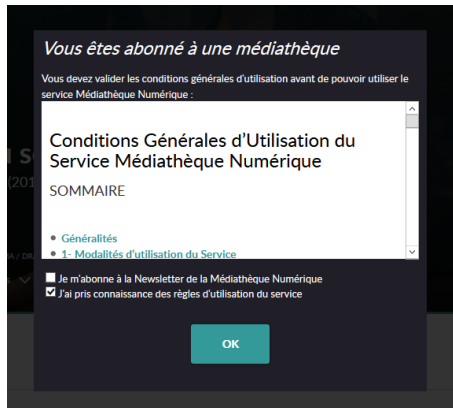 Vous êtes abonné à une médiathèque
Vous devez valider les conditions générales d'utilisation avant de pouvoir utiliser le
service Médiathèque Numérique :
Conditions Générales d'Utilisation du
Service Médiathèque Numérique
SOMMAIRE
Généralités
1- Modalités d'utilisation du Service
Je m'abonne à la Newsletter de la Médiathèque Numérique
J'ai pris connaissance des règles d'utilisation du service
OK